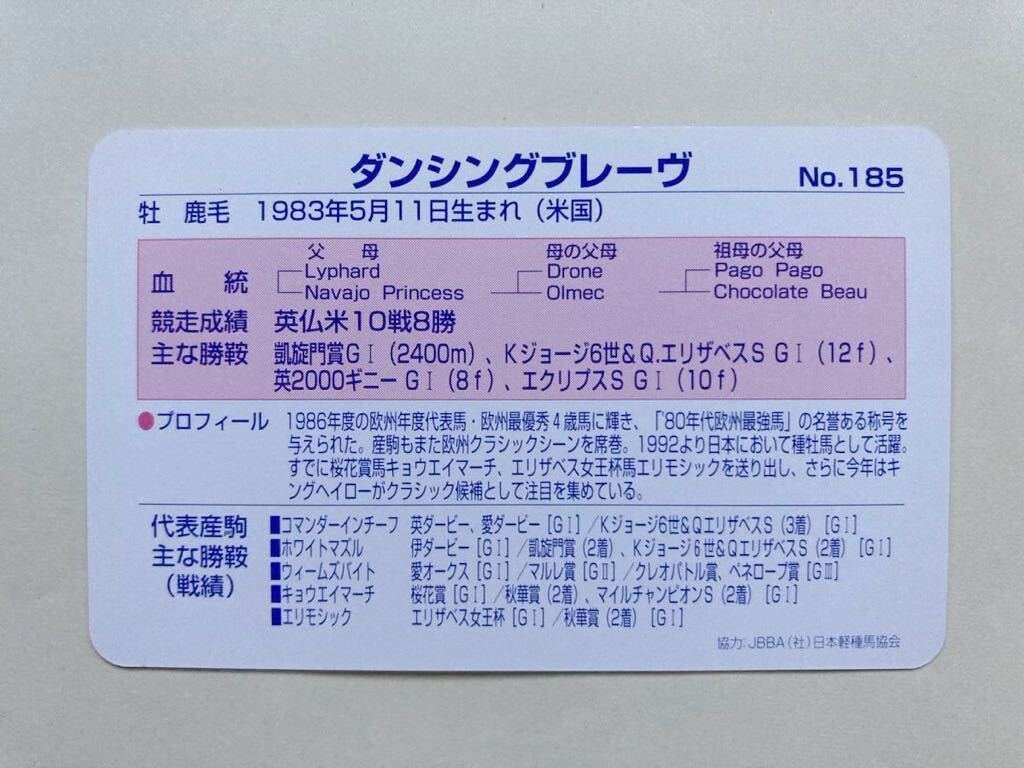 ダンシングブレーヴ No.185
牡 鹿毛 1983年5月11日生まれ（米国）
父 母 母の父母 祖母の父母
Lyphard Drone Pago Pago
血 統
Navajo Princess Olmec Chocolate Beau
競走成績 英仏米10戦8勝
主な勝鞍 凱旋門賞GⅠ（2400m）、Kジョージ6世&Q.エリザベスS GⅠ（12f）、
英2000ギニーGⅠ（8f）、エクリプスS GⅠ（10f）
●プロフィール 1986年度の欧州年度代表馬・欧州最優秀4歳馬に輝き、「'80年代欧州最強馬」の名誉ある称号を
与えられた。産駒もまた欧州クラシックシーンを席巻。1992より日本において種牡馬として活躍。
すでに桜花賞馬キョウエイマーチ、エリザベス女王杯馬エリモシックを送り出し、さらに今年はキ
ングヘイローがクラシック候補として注目を集めている。
代表産駒 ■コマンダーインチーフ 英ダービー、愛ダービー［GⅠ］/Kジョージ6世&QエリザベスS（3着）［GⅠ］
主な勝鞍 ■ホワイトマズル 伊ダービー［GⅠ］/凱旋門賞（2着）、Kジョージ6世&QエリザベスS（2着）［GⅠ］
（戦績） ■ウィームズバイト 愛オークス［GⅠ］/マルレ賞［GⅡ］/クレオパトル賞、ペネロープ賞［GⅢ］
■キョウエイマーチ 桜花賞［GⅠ］/秋華賞（2着）、マイルチャンピオンS（2着）［GⅠ］
■エリモシック エリザベス女王杯［GⅠ］/秋華賞（2着）［GⅠ］
協力:JBBA（社）日本軽種馬協会